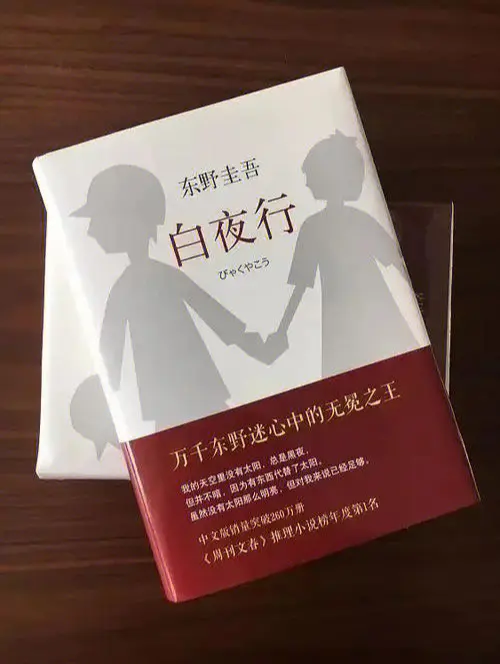 东野圭吾
白夜行
びゃくやこう
万千东野迷心中的无冕之王
我的天空里没有太阳，总是黑夜，
但并不暗，因为有东西代替了太阳。
虽然没有太阳那么明亮，但对我来说已经足够。
中文版销量突破260万册
《周刊文春》推理小说榜年度第1名